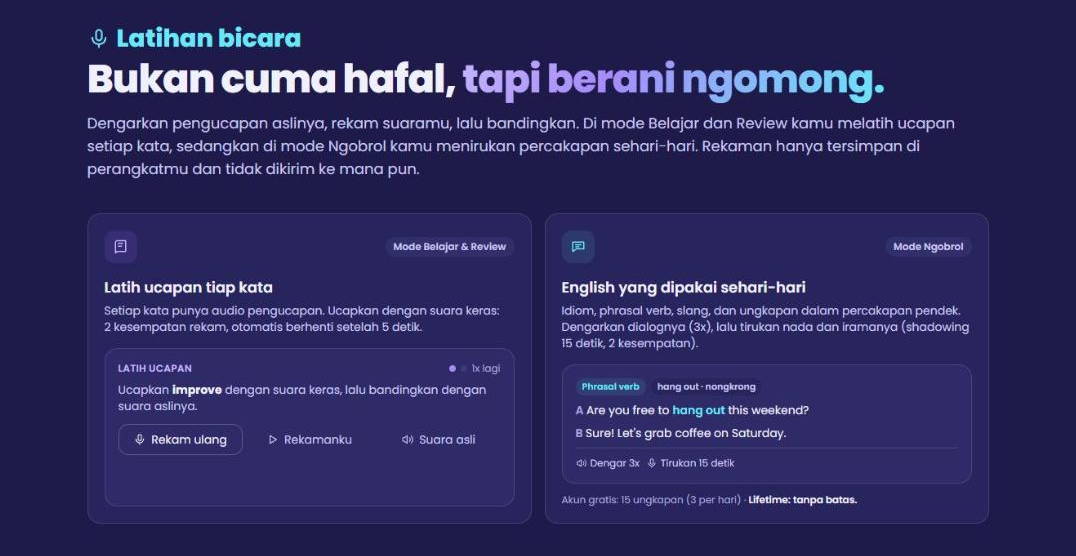 Latihan bicara
Bukan cuma hafal, tapi berani ngomong.
Dengarkan pengucapan aslinya, rekam suaramu, lalu bandingkan. Di mode Belajar dan Review kamu melatih ucapan
setiap kata, sedangkan di mode Ngobrol kamu menirukan percakapan sehari-hari. Rekaman hanya tersimpan di
perangkatmu dan tidak dikirim ke mana pun.
Mode Belajar & Review
Latih ucapan tiap kata
Setiap kata punya audio pengucapan. Ucapkan dengan suara keras:
2 kesempatan rekam, otomatis berhenti setelah 5 detik.
LATIH UCAPAN
1x lagi
Ucapkan improve dengan suara keras, lalu bandingkan dengan
suara aslinya.
Rekam ulang
Rekamanku
Suara asli
Mode Ngobrol
English yang dipakai sehari-hari
Idiom, phrasal verb, slang, dan ungkapan dalam percakapan pendek.
Dengarkan dialognya (3x), lalu tirukan nada dan iramanya (shadowing
15 detik, 2 kesempatan).
Phrasal verb
hang out · nongkrong
A Are you free to hang out this weekend?
B Sure! Let's grab coffee on Saturday.
Dengar 3x
Tirukan 15 detik
Akun gratis: 15 ungkapan (3 per hari) · Lifetime: tanpa batas.